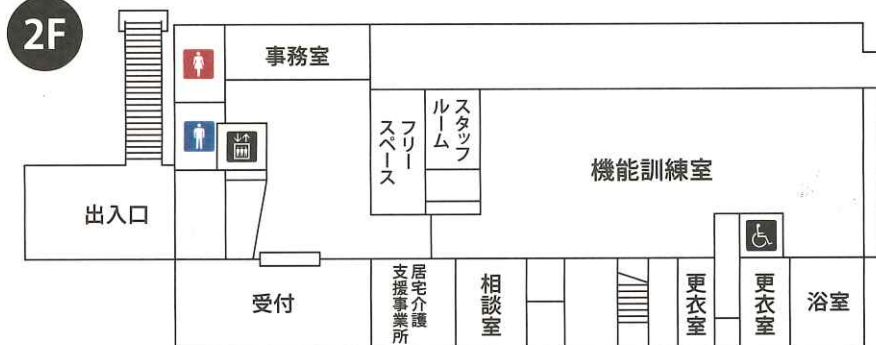 2F
事務室
フリー
スペース
スタッフ
ルーム
機能訓練室
出入口
受付
居宅介護
支援事業所
相談室
更衣室
更衣室
浴室